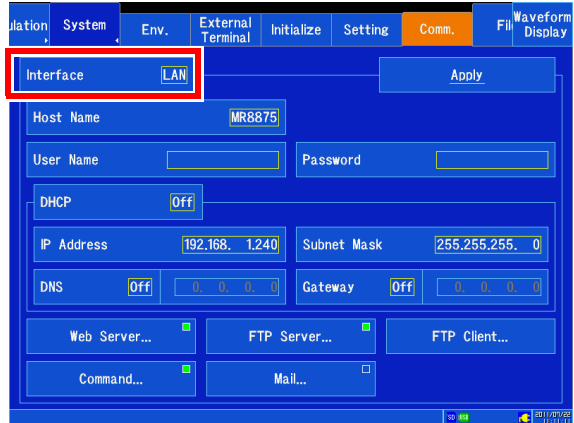 ulation System Env. External Terminal Initialize Setting Comm. Fil Waveform Display
Interface LAN Apply
Host Name MR8875
User Name Password
DHCP Off
IP Address 192.168. 1.240 Subnet Mask 255.255.255. 0
DNS Off 0. 0. 0. 0 Gateway Off 0. 0. 0. 0
Web Server... FTP Server... FTP Client...
Command... Mail...
SD USB 2011/07/22